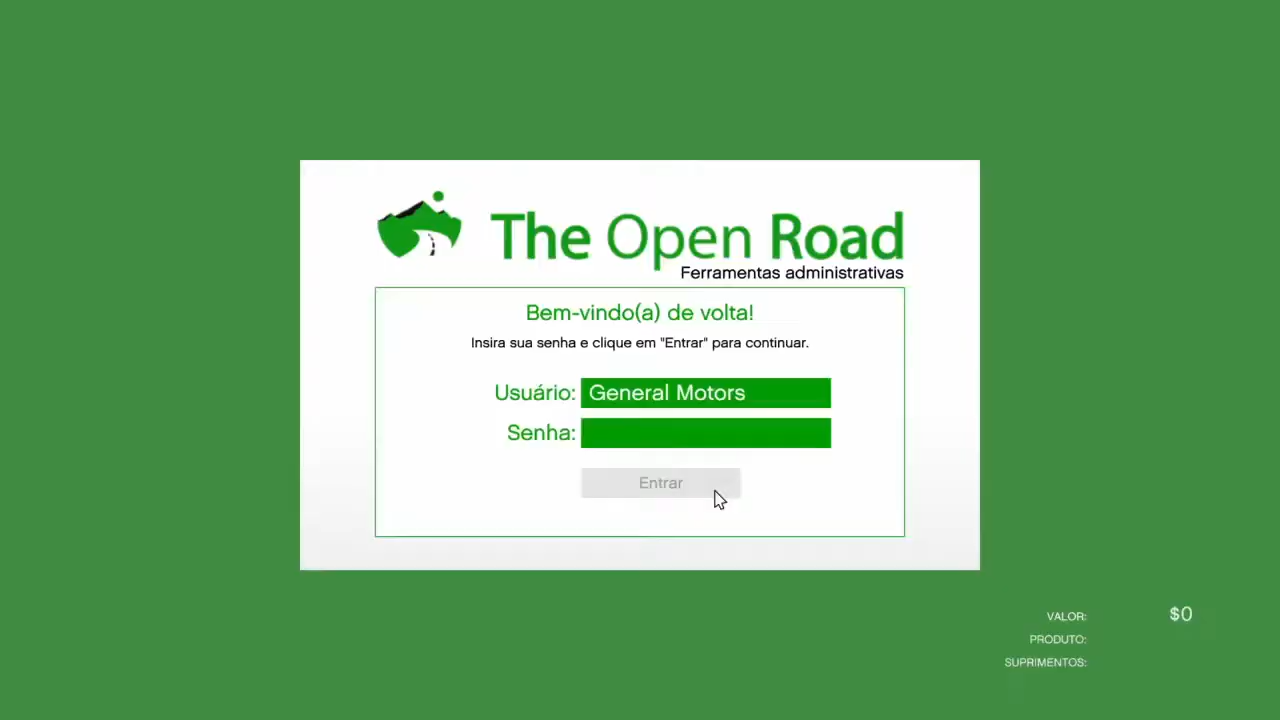 The Open Road
Ferramentas administrativas
Bem-vindo(a) de volta!
Insira sua senha e clique em "Entrar" para continuar.
Usuário: General Motors
Senha:
Entrar
VALOR: $0
PRODUTO:
SUPRIMENTOS: